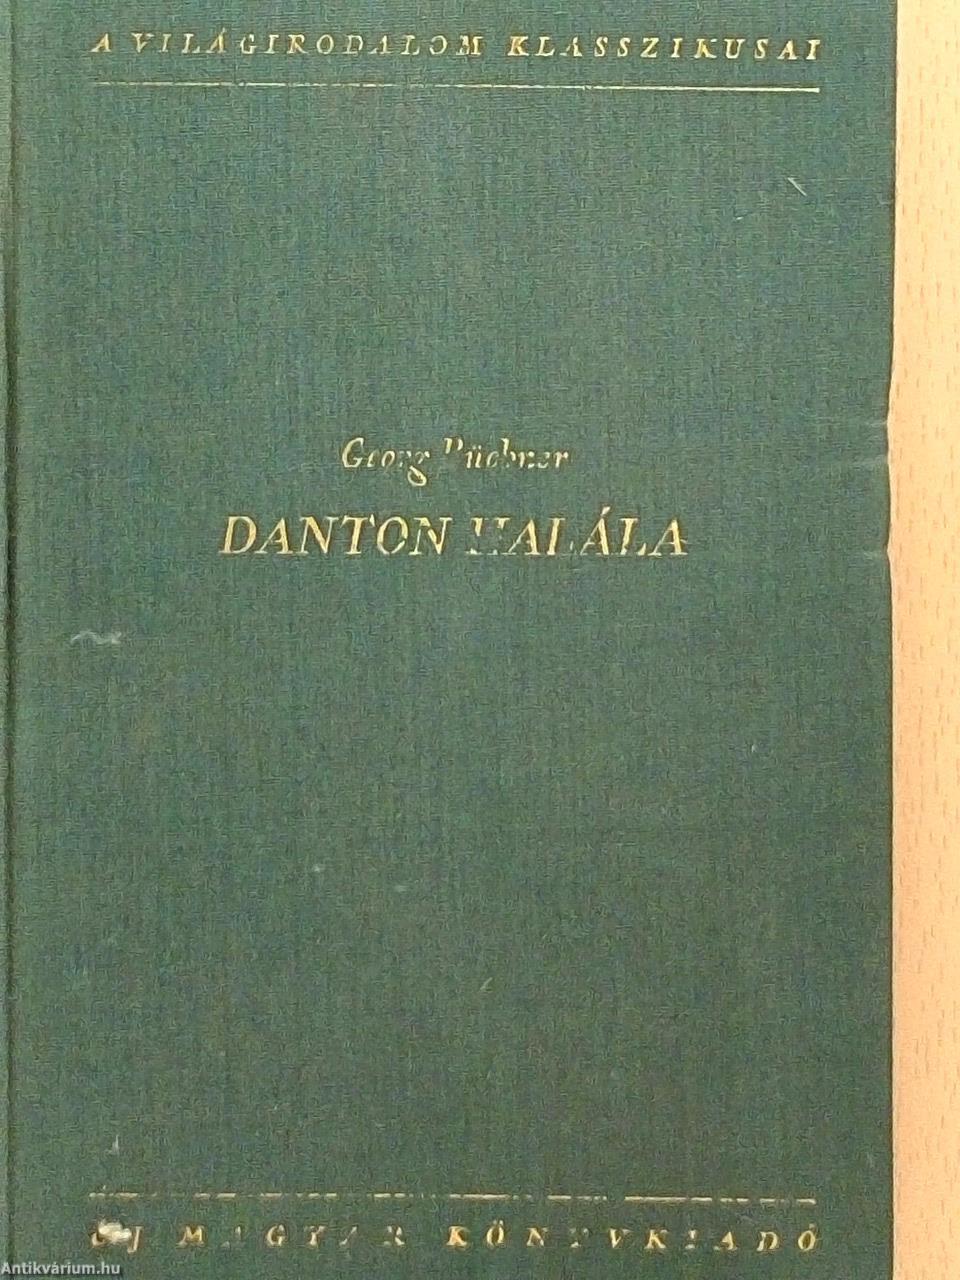 A VILÁGIRODALOM KLASSZIKUSAI
Georg Büchner
DANTON HALÁLA
ÚJ MAGYAR KÖNYVKIADÓ
Antikvárium.hu